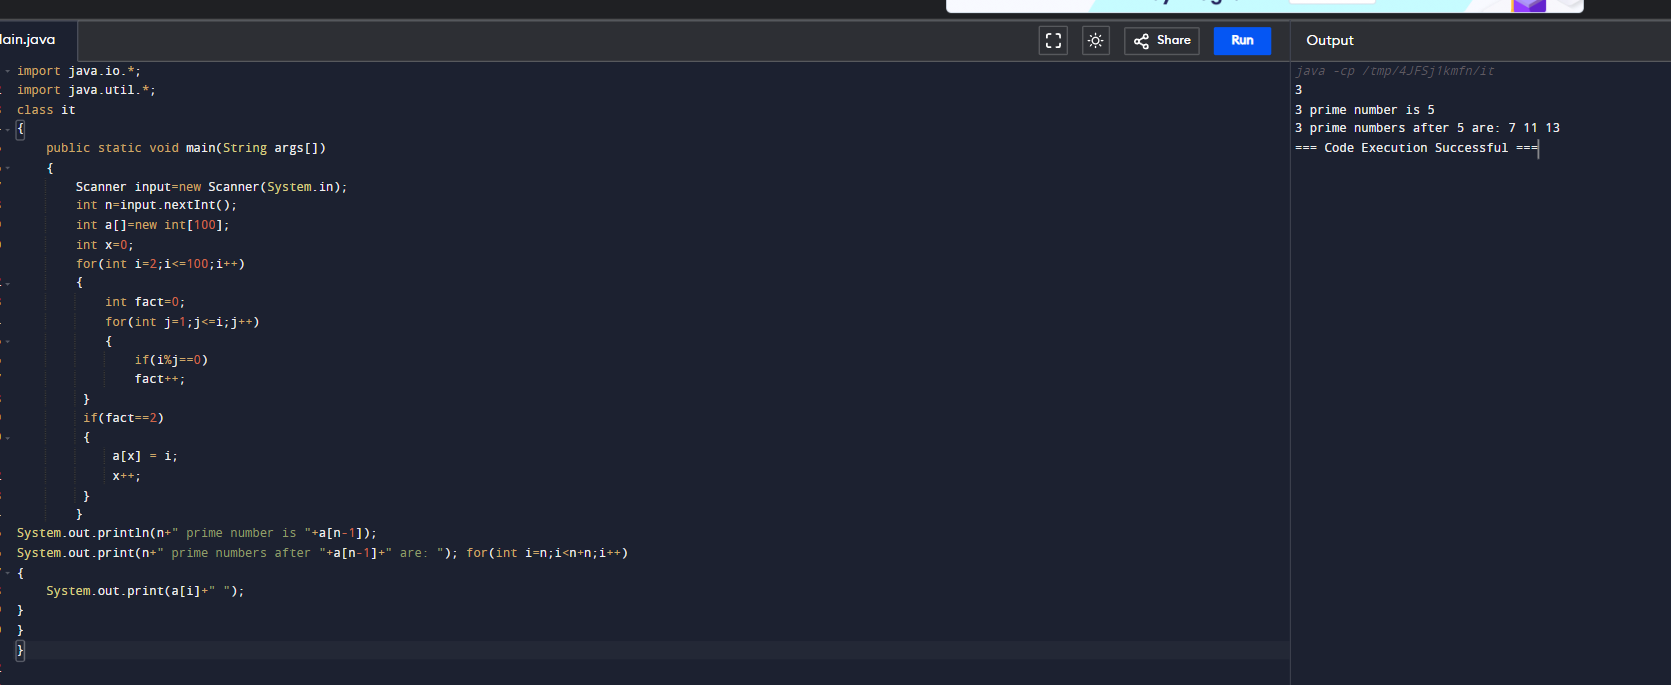 ain.java
Share
Run
Output
import java.io.*;
import java.util.*;
class it
{
public static void main(String args[])
{
Scanner input=new Scanner(System.in);
int n=input.nextInt();
int a[]=new int[100];
int x=0;
for(int i=2;i<=100;i++)
{
int fact=0;
for(int j=1;j<=i;j++)
{
if(i%j==0)
fact++;
}
if(fact==2)
{
a[x] = i;
x++;
}
}
System.out.println(n+" prime number is "+a[n-1]);
System.out.print(n+" prime numbers after "+a[n-1]+" are: "); for(int i=n;i<n+n;i++)
{
System.out.print(a[i]+" ");
}
}
}
java -cp /tmp/4JFSj1kmfn/it
3
3 prime number is 5
3 prime numbers after 5 are: 7 11 13
=== Code Execution Successful ===